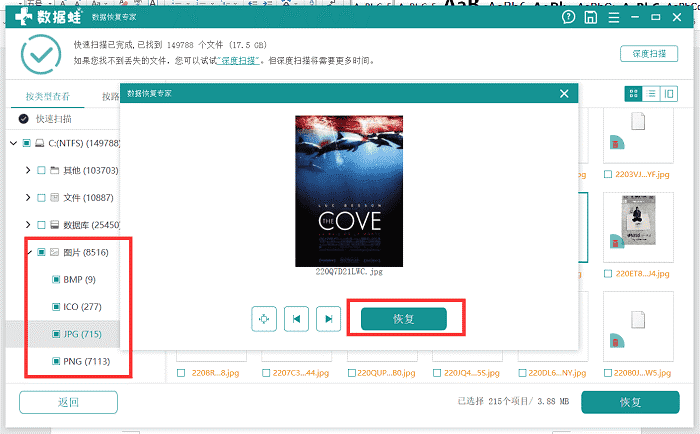 数据蛙 数据恢复专家
快速扫描已完成,已找到 149788 个文件 (17.5 GB)
如果您找不到丢失的文件，您可以试试"深度扫描"。但深度扫描将需要更多时间。
深度扫描
按类型查看
快速扫描
C:(NTFS) (149788)
其他 (103703)
文件 (10887)
数据库 (25450)
图片 (8516)
BMP (9)
ICO (277)
JPG (715)
PNG (7113)
数据恢复专家
LUC BESSON
THE COVE
220Q7D21LWC.jpg
恢复
2203VJ...YF.jpg
220ET8...J4.jpg
2208R...8.jpg
2207C3...44.jpg
220QUP...B0.jpg
220JQ4...5S.jpg
220DL6...NY.jpg
220B0J...W5.jpg
返回
已选择 215个项目/ 3.88 MB
恢复